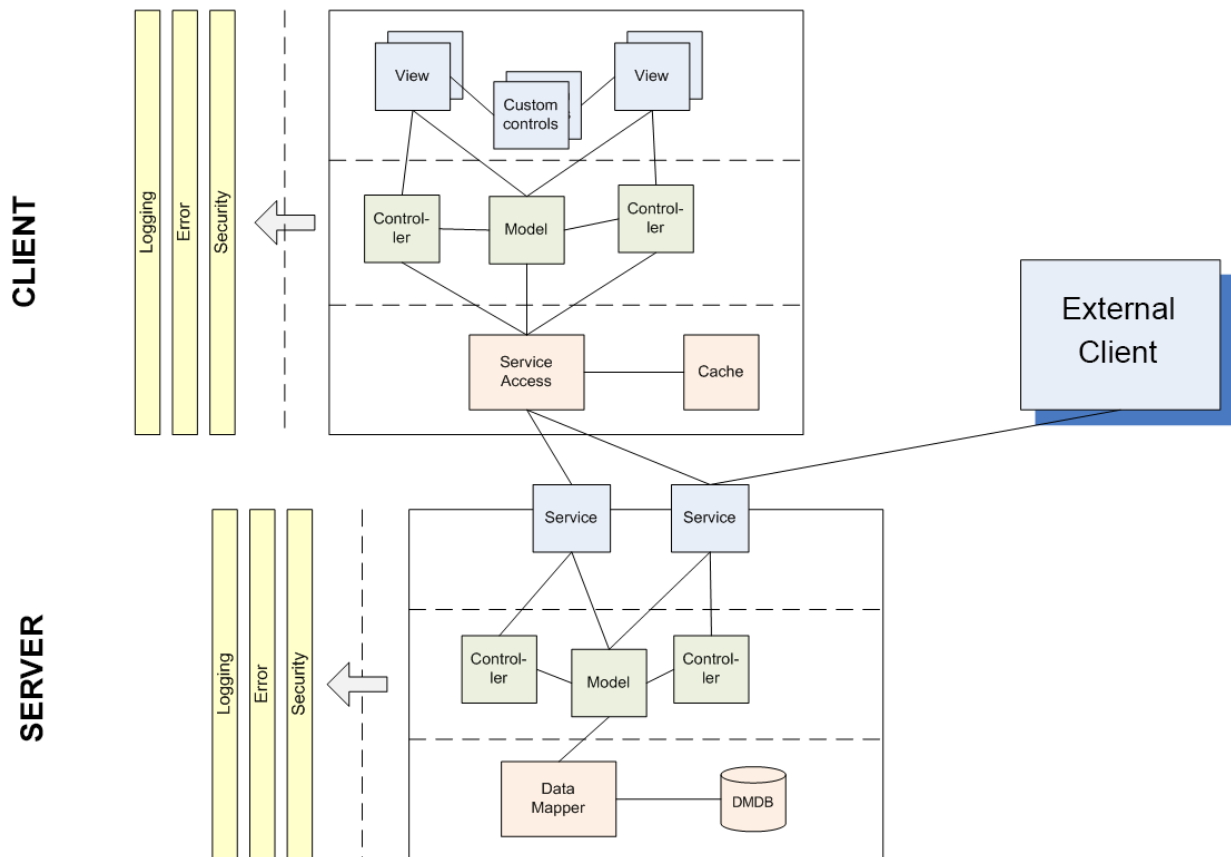 CLIENT
Logging
Error
Security
View
View
Custom
controls
Control-
ler
Model
Control-
ler
Service
Access
Cache
External
Client
SERVER
Logging
Error
Security
Service
Service
Control-
ler
Model
Control-
ler
Data
Mapper
DMDB